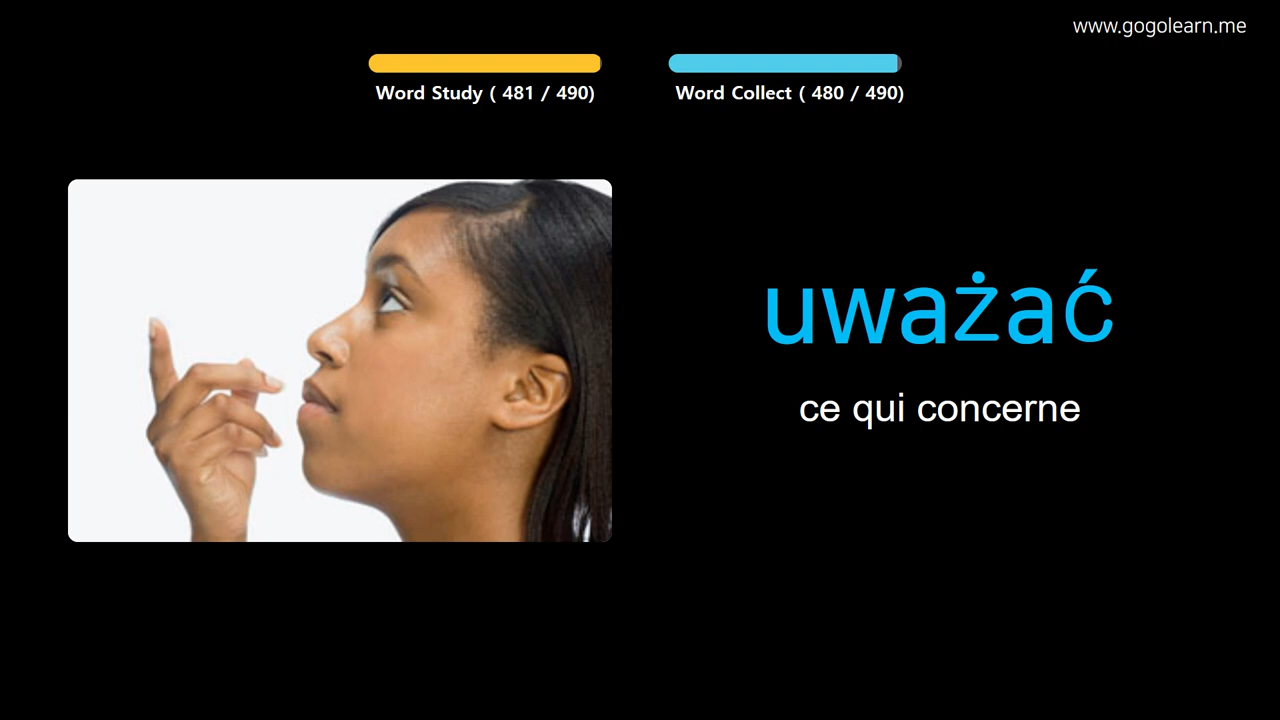 www.gogolearn.me
Word Study ( 481 / 490)
Word Collect ( 480 / 490)
uważać
ce qui concerne